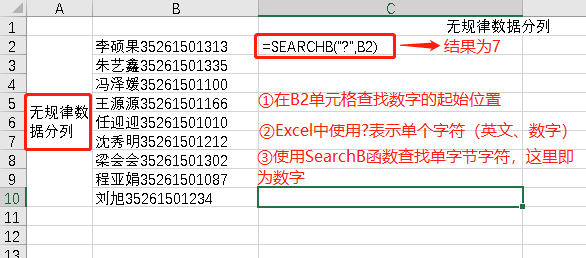 A B C
1 无规律数据分列
2 李硕果35261501313 =SEARCHB("?",B2) 结果为7
3 朱艺鑫35261501335
4 冯泽媛35261501100
5 王源源35261501166 ①在B2单元格查找数字的起始位置
无规律数
据分列
6 任迎迎35261501010 ②Excel中使用?表示单个字符（英文、数字）
7 沈秀明35261501212
8 梁会会35261501302 ③使用SearchB函数查找单字节字符，这里即
9 程亚娟35261501087 为数字
10 刘旭35261501234
11
12
13